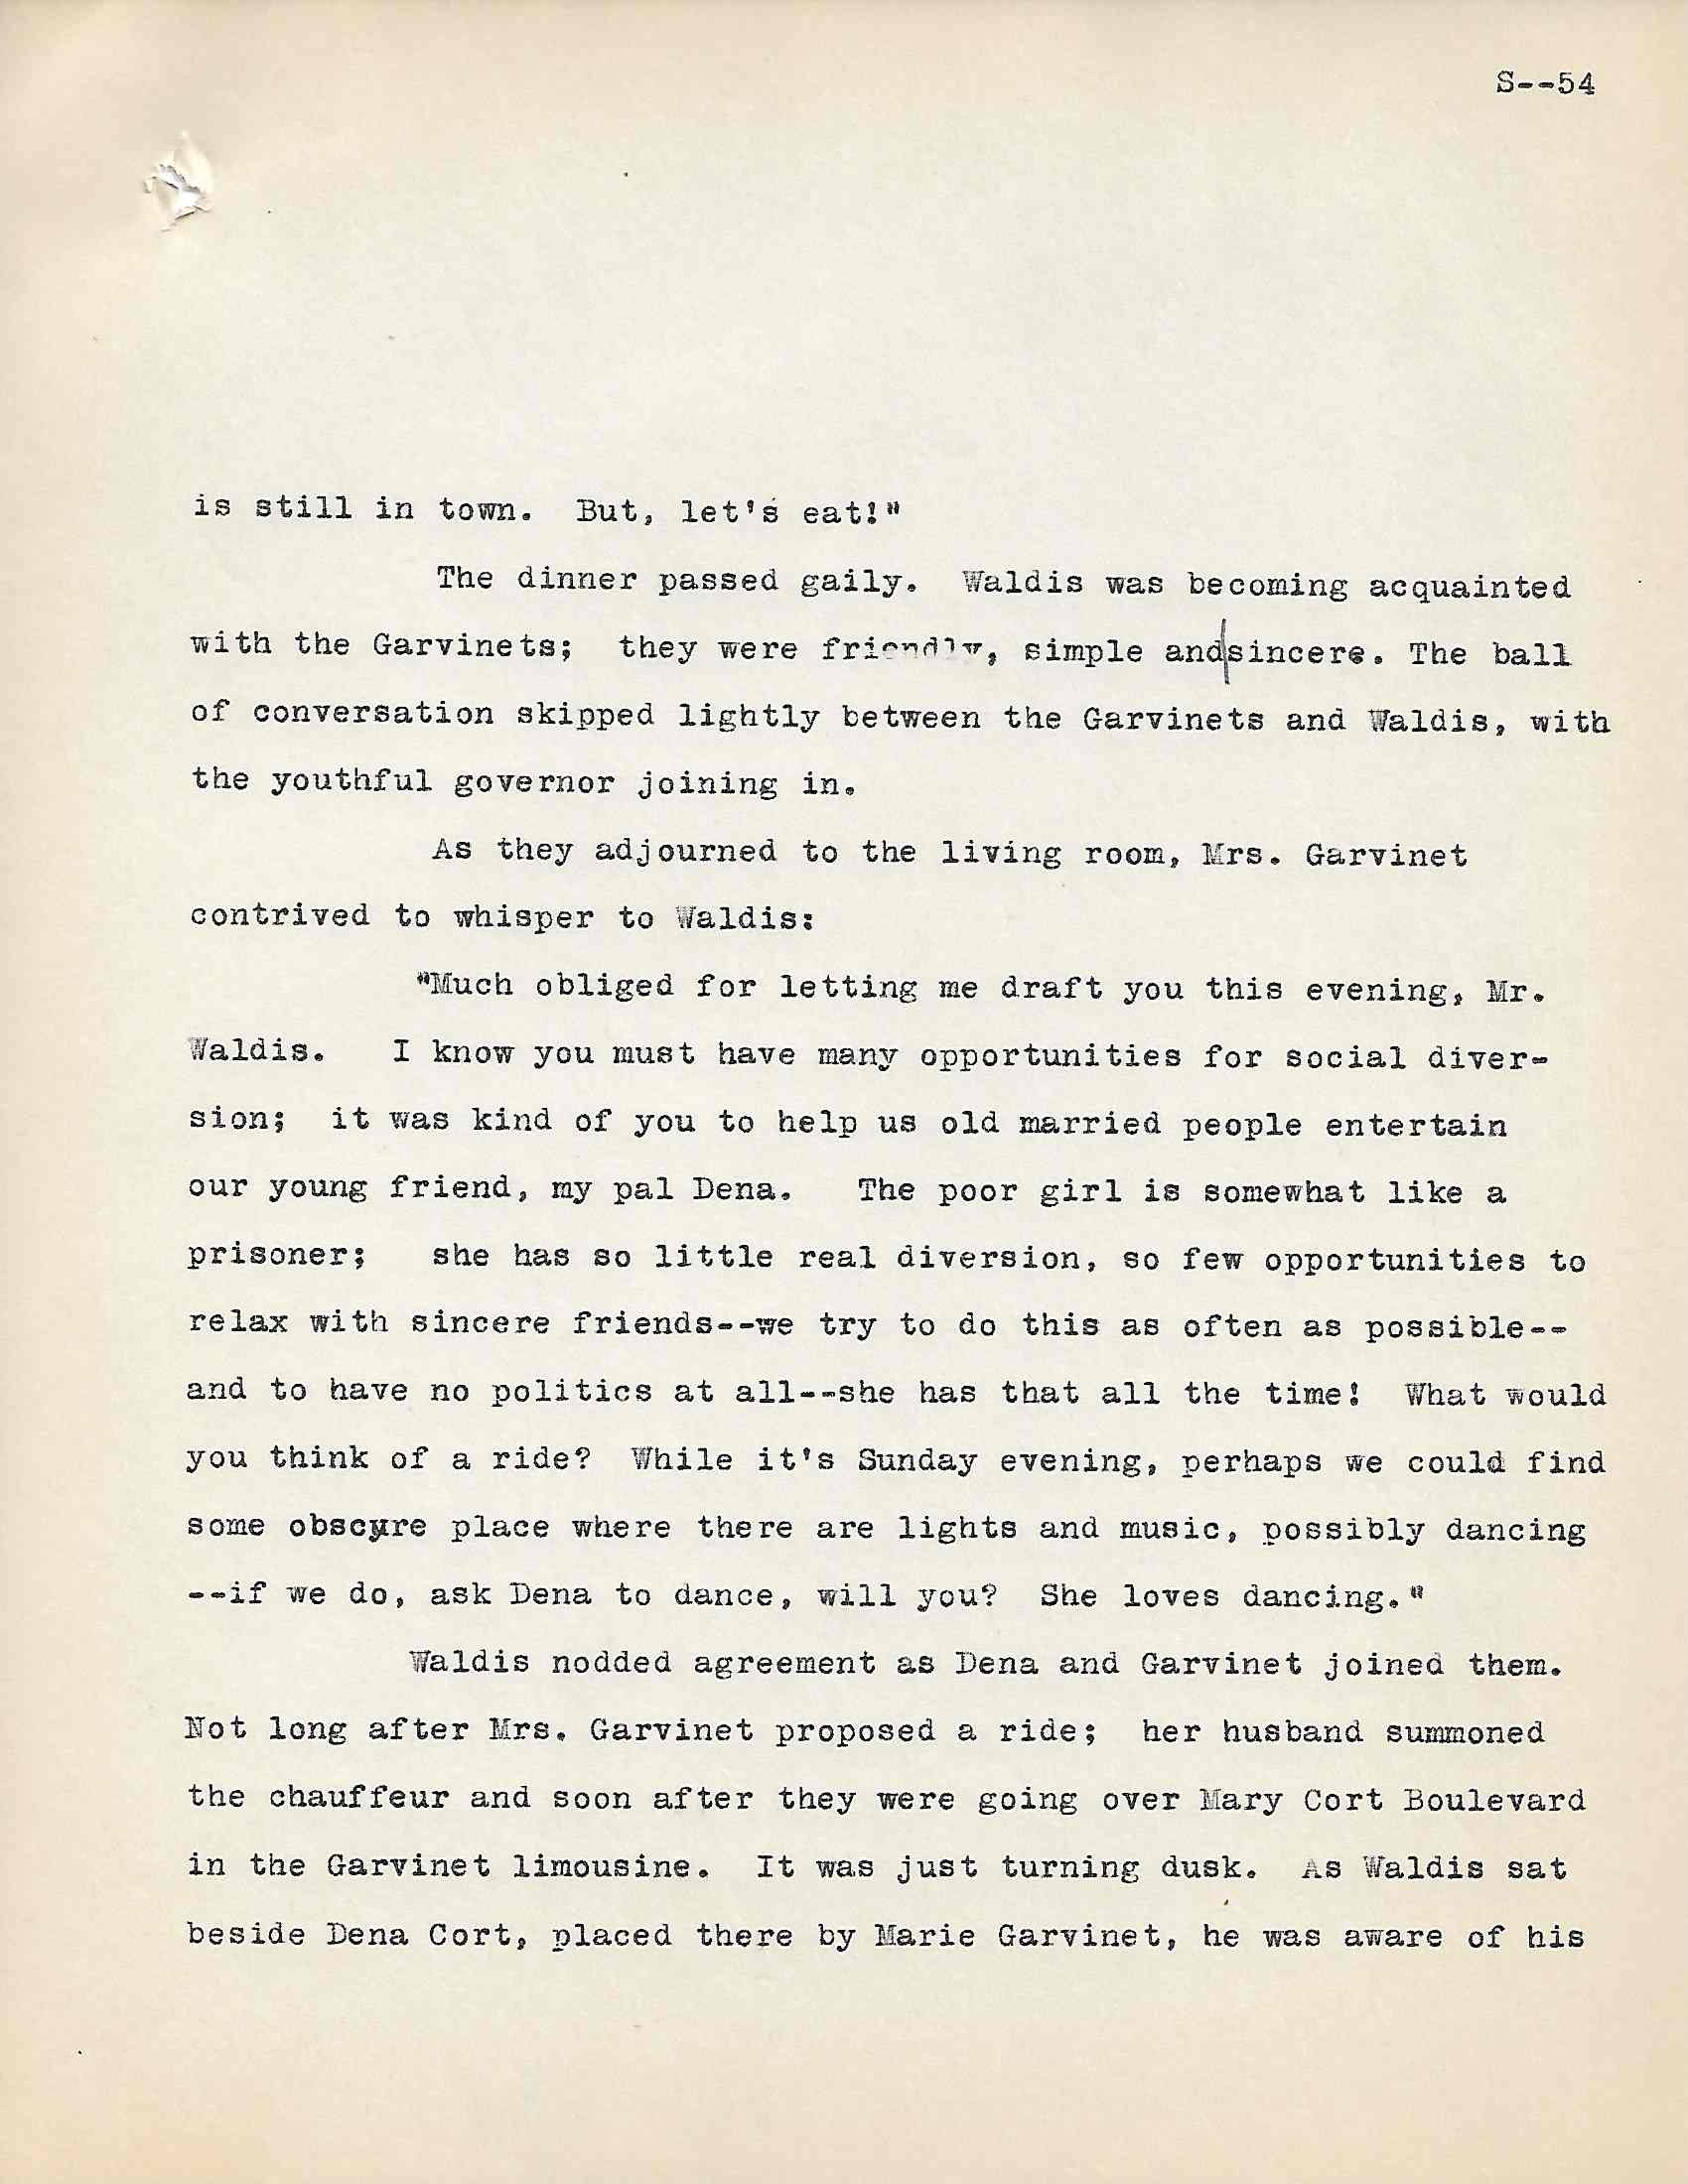 S--54
is still in town. But, let's eat!"
The dinner passed gaily. Waldis was becoming acquainted
with the Garvinets; they were friendly, simple and sincere. The ball
of conversation skipped lightly between the Garvinets and Waldis, with
the youthful governor joining in.
As they adjourned to the living room, Mrs. Garvinet
contrived to whisper to Waldis:
"Much obliged for letting me draft you this evening, Mr.
Waldis. I know you must have many opportunities for social diver-
sion; it was kind of you to help us old married people entertain
our young friend, my pal Dena. The poor girl is somewhat like a
prisoner; she has so little real diversion, so few opportunities to
relax with sincere friends--we try to do this as often as possible--
and to have no politics at all--she has that all the time! What would
you think of a ride? While it's Sunday evening, perhaps we could find
some obscure place where there are lights and music, possibly dancing
--if we do, ask Dena to dance, will you? She loves dancing."
Waldis nodded agreement as Dena and Garvinet joined them.
Not long after Mrs. Garvinet proposed a ride; her husband summoned
the chauffeur and soon after they were going over Mary Cort Boulevard
in the Garvinet limousine. It was just turning dusk. As Waldis sat
beside Dena Cort, placed there by Marie Garvinet, he was aware of his